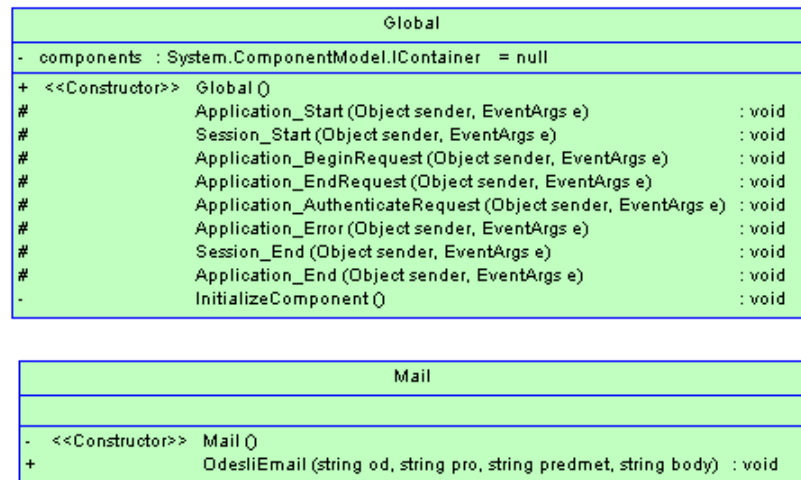 Global
- components : System.ComponentModel.IContainer = null
+ <<Constructor>> Global ()
# Application_Start (Object sender, EventArgs e) : void
# Session_Start (Object sender, EventArgs e) : void
# Application_BeginRequest (Object sender, EventArgs e) : void
# Application_EndRequest (Object sender, EventArgs e) : void
# Application_AuthenticateRequest (Object sender, EventArgs e) : void
# Application_Error (Object sender, EventArgs e) : void
# Session_End (Object sender, EventArgs e) : void
# Application_End (Object sender, EventArgs e) : void
- InitializeComponent () : void
Mail
- <<Constructor>> Mail ()
+ OdesliEmail (string od, string pro, string predmet, string body) : void